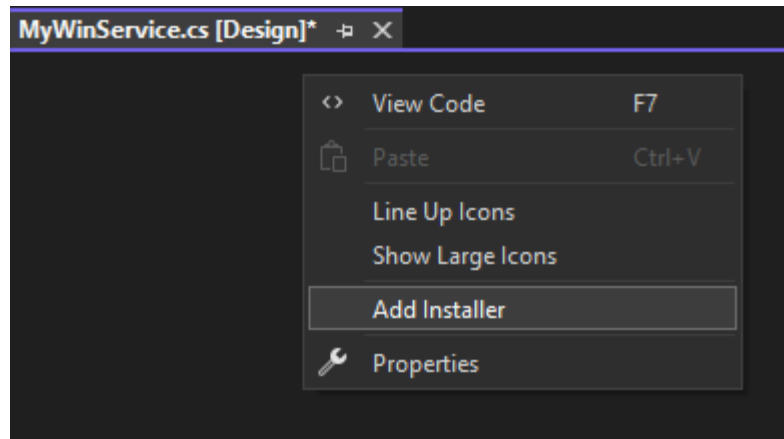 MyWinService.cs [Design]*
View Code F7
Paste Ctrl+V
Line Up Icons
Show Large Icons
Add Installer
Properties